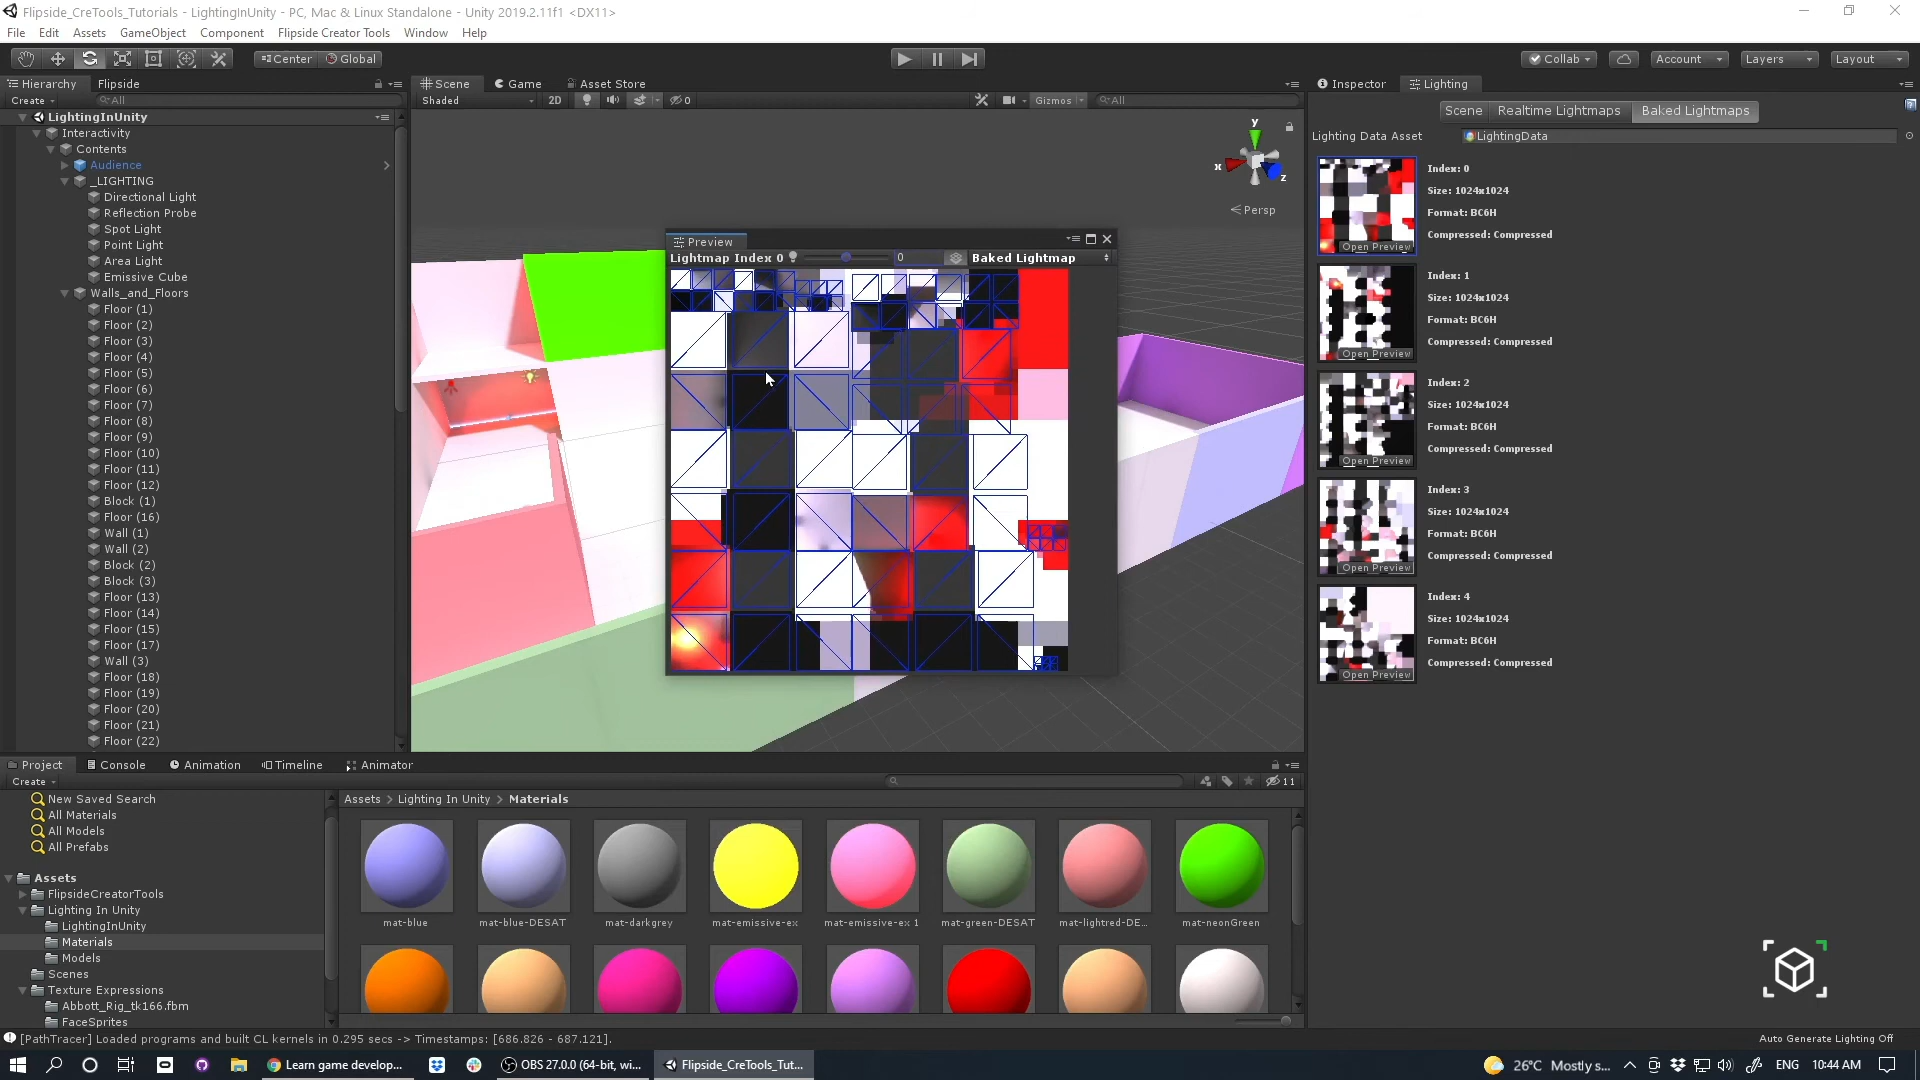 Flipside_CreTools_Tutorials - LightingInUnity - PC, Mac & Linux Standalone - Unity 2019.2.11f1 <DX11>
File Edit Assets GameObject Component Flipside Creator Tools Window Help
Center Global
Collab Account Layers Layout
Hierarchy Flipside
Create All
LightingInUnity
Interactivity
Contents
Audience
_LIGHTING
Directional Light
Reflection Probe
Spot Light
Point Light
Area Light
Emissive Cube
Walls_and_Floors
Floor (1)
Floor (2)
Floor (3)
Floor (4)
Floor (5)
Floor (6)
Floor (7)
Floor (8)
Floor (9)
Floor (10)
Floor (11)
Floor (12)
Block (1)
Floor (16)
Wall (1)
Wall (2)
Block (2)
Block (3)
Floor (13)
Floor (14)
Floor (15)
Floor (17)
Wall (3)
Floor (18)
Floor (19)
Floor (20)
Floor (21)
Floor (22)
Scene Game Asset Store
Shaded 2D 0 Gizmos All
y
x
z
Persp
Preview
Lightmap Index 0 0 Baked Lightmap
Inspector Lighting
Scene Realtime Lightmaps Baked Lightmaps
Lighting Data Asset LightingData
Index: 0
Size: 1024x1024
Format: BC6H
Compressed: Compressed
Open Preview
Index: 1
Size: 1024x1024
Format: BC6H
Compressed: Compressed
Open Preview
Index: 2
Size: 1024x1024
Format: BC6H
Compressed: Compressed
Open Preview
Index: 3
Size: 1024x1024
Format: BC6H
Compressed: Compressed
Open Preview
Index: 4
Size: 1024x1024
Format: BC6H
Compressed: Compressed
Open Preview
Project Console Animation Timeline Animator
Create 11
New Saved Search
All Materials
All Models
All Prefabs
Assets
FlipsideCreatorTools
Lighting In Unity
LightingInUnity
Materials
Models
Scenes
Texture Expressions
Abbott_Rig_tk166.fbm
FaceSprites
Assets > Lighting In Unity > Materials
mat-blue mat-blue-DESAT mat-darkgrey mat-emissive-ex mat-emissive-ex 1 mat-green-DESAT mat-lightred-DE... mat-neonGreen
[PathTracer] Loaded programs and built CL kernels in 0.295 secs -> Timestamps: [686.826 - 687.121].
Auto Generate Lighting Off
Learn game develop... OBS 27.0.0 (64-bit, wi... Flipside_CreTools_Tut... 26°C Mostly s... ENG 10:44 AM